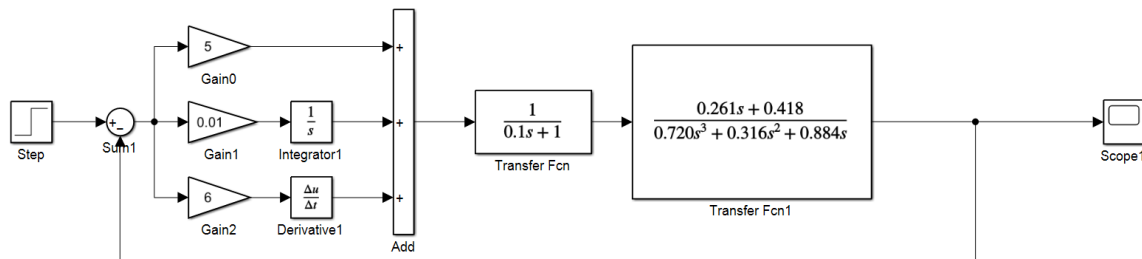 5
+
Gain0
1
0.261s + 0.418
+
−
0.01
1
s
+
0.1s + 1
0.720s³ + 0.316s² + 0.884s
Step
Sum1
Gain1
Integrator1
Transfer Fcn
Scope1
6
Δu
Δt
+
Transfer Fcn1
Gain2
Derivative1
Add